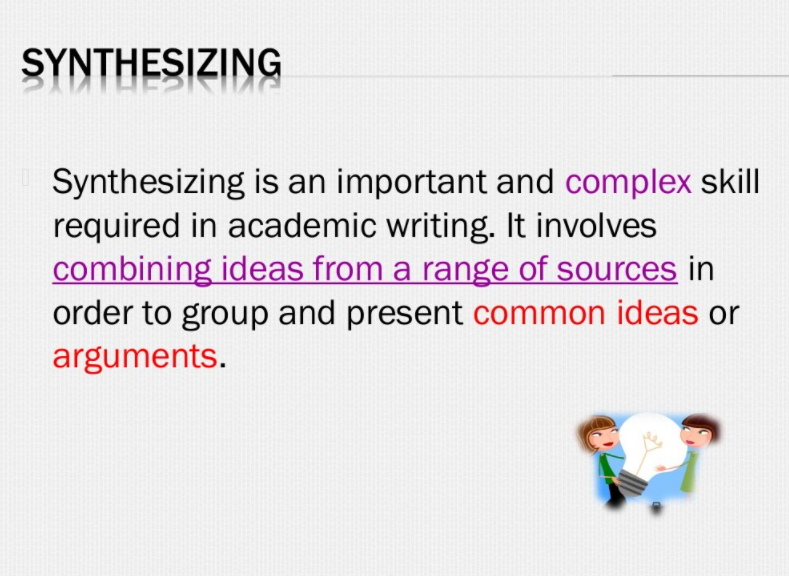 SYNTHESIZING
Synthesizing is an important and complex skill
required in academic writing. It involves
combining ideas from a range of sources in
order to group and present common ideas or
arguments.